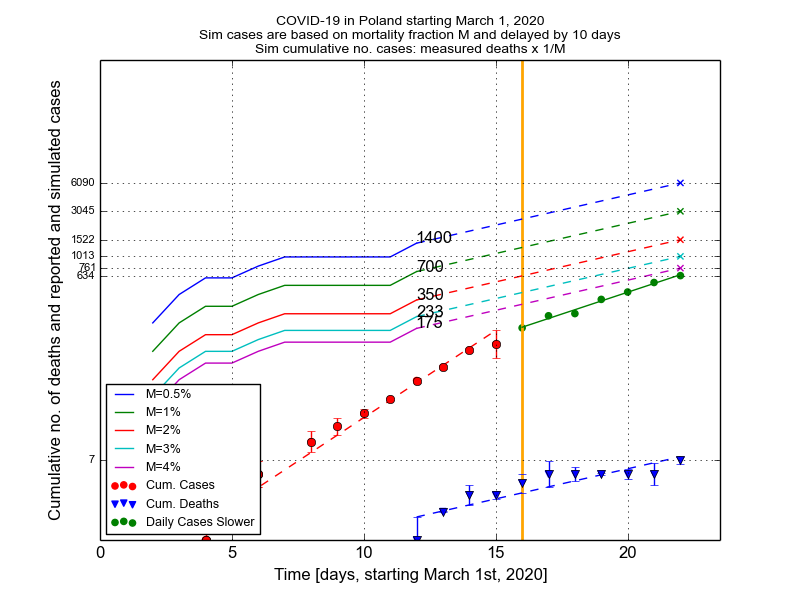 COVID-19 in Poland starting March 1, 2020
Sim cases are based on mortality fraction M and delayed by 10 days
Sim cumulative no. cases: measured deaths x 1/M
Cumulative no. of deaths and reported and simulated cases
6090
3045
1522
1013
761
634
7
1400
700
350
233
175
M=0.5%
M=1%
M=2%
M=3%
M=4%
Cum. Cases
Cum. Deaths
Daily Cases Slower
0 5 10 15 20
Time [days, starting March 1st, 2020]